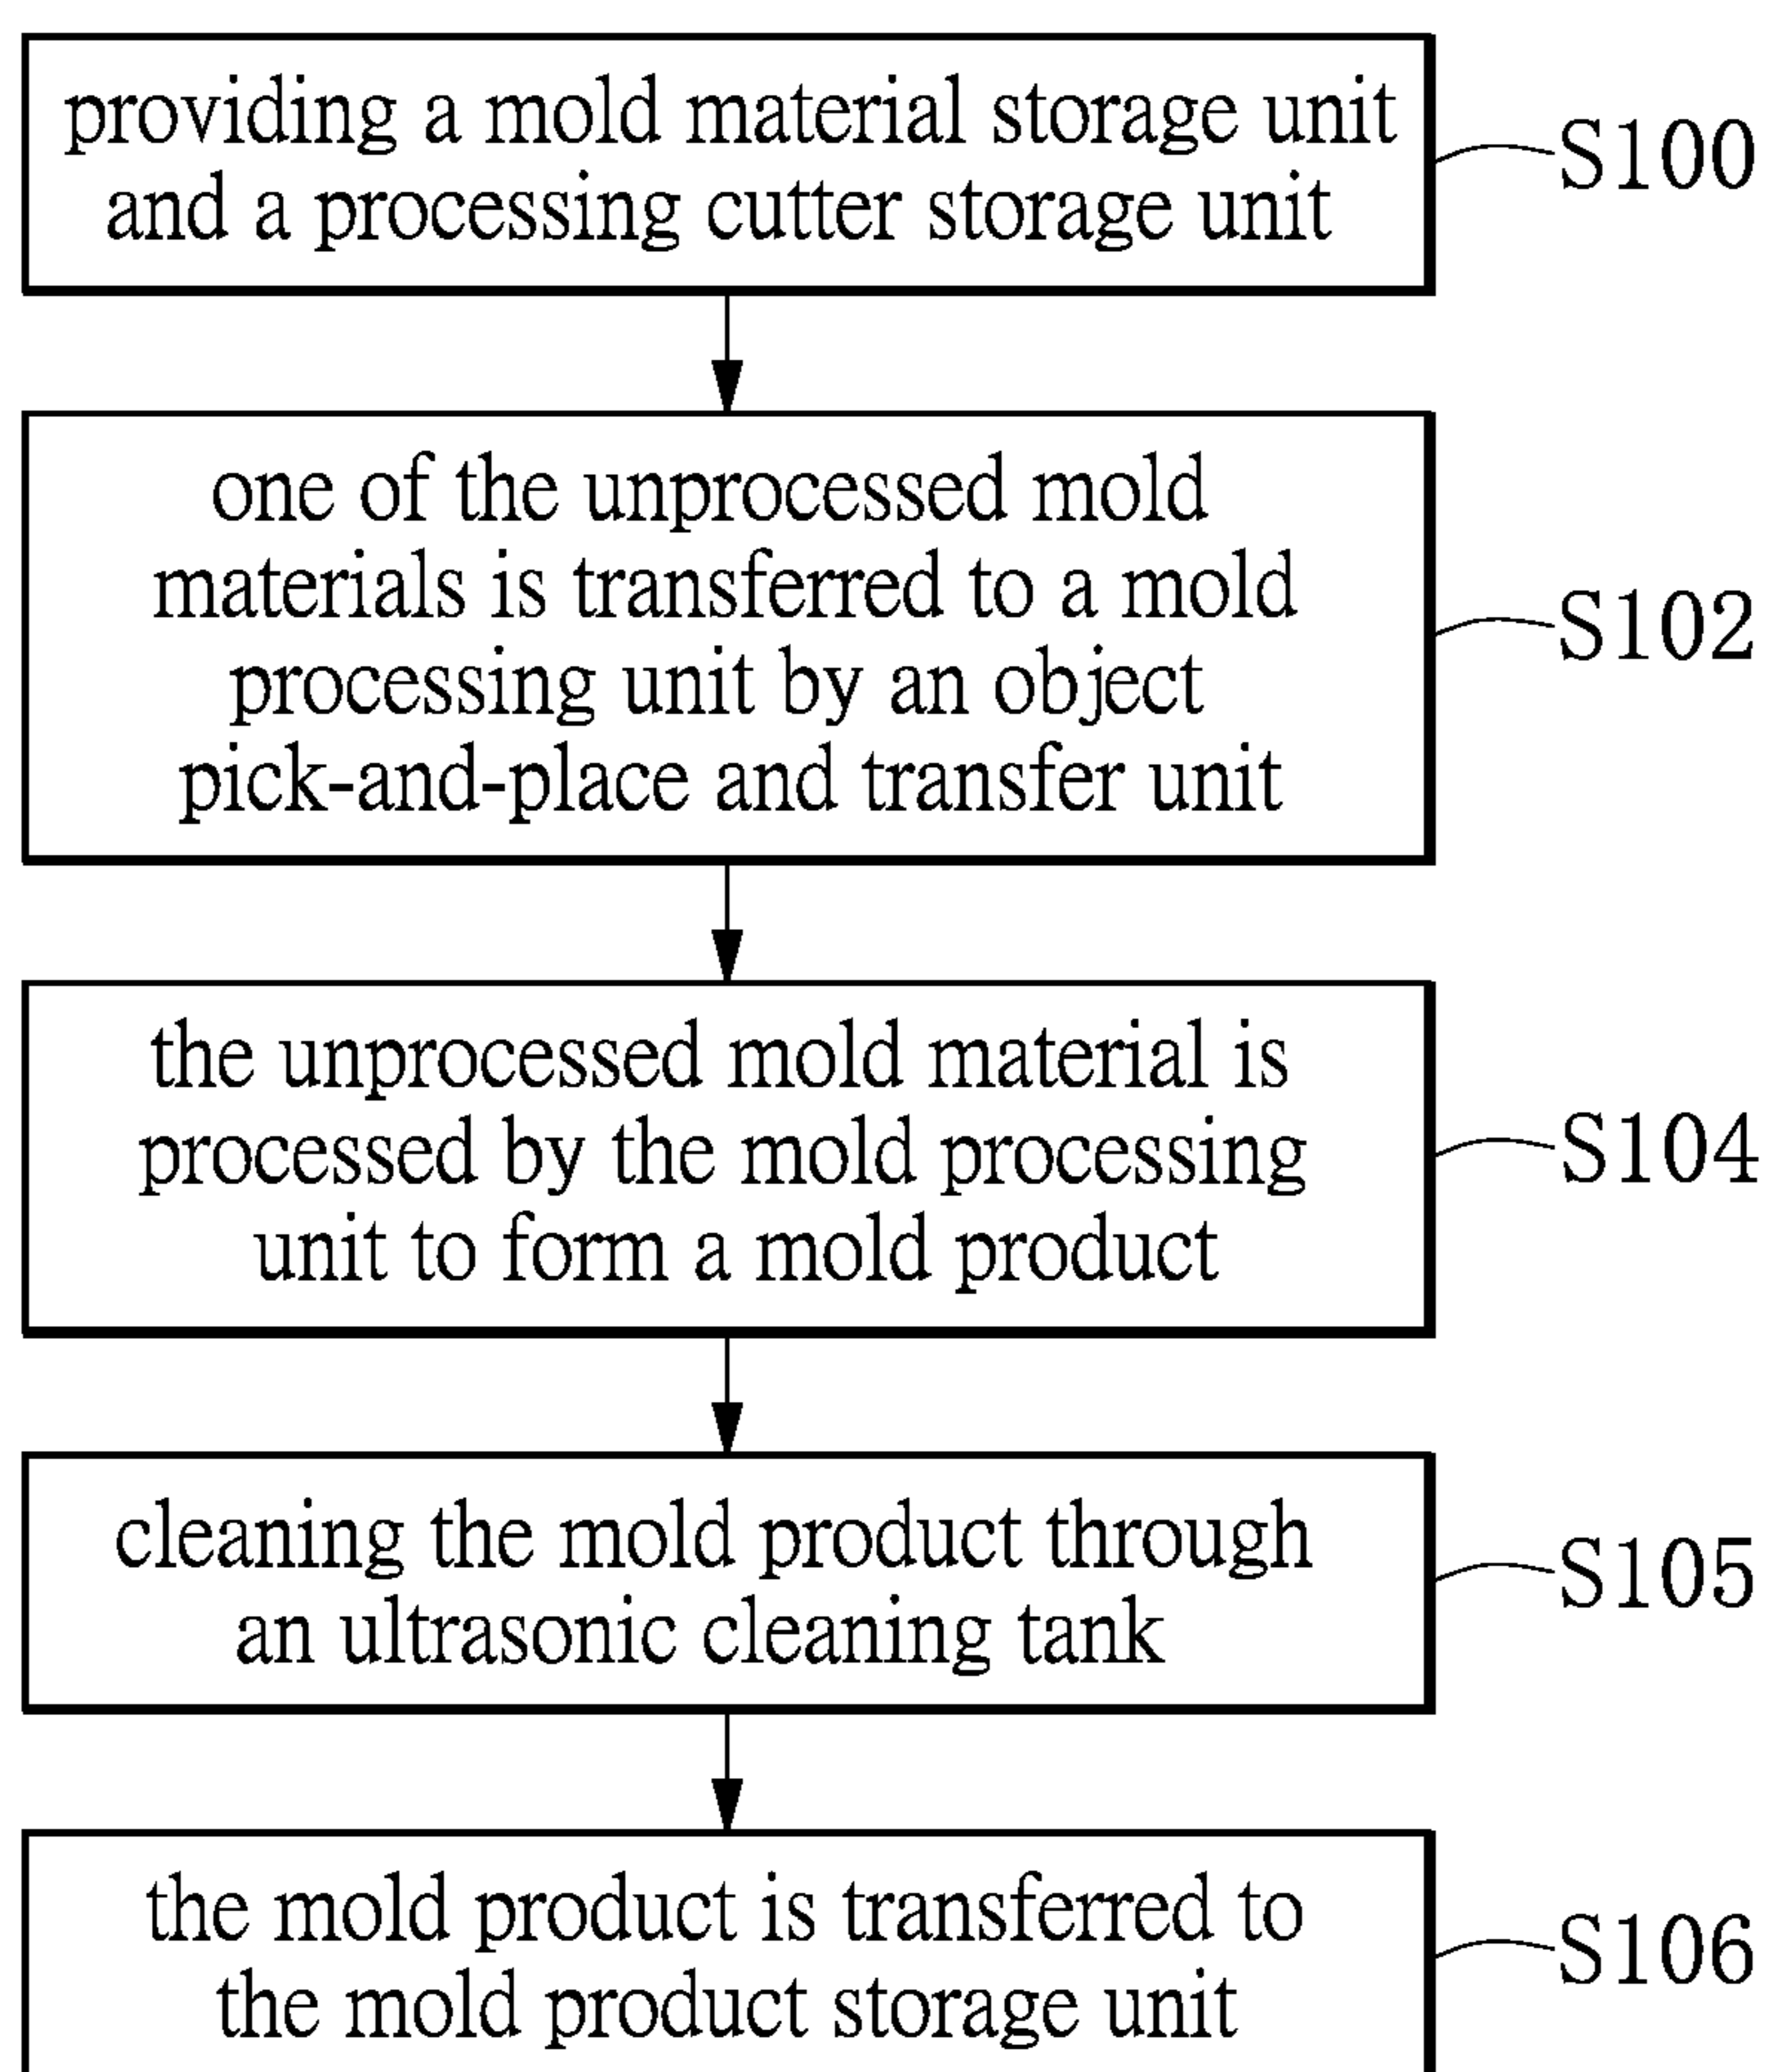 providing a mold material storage unit
and a processing cutter storage unit
S100
one of the unprocessed mold
materials is transferred to a mold
processing unit by an object
pick-and-place and transfer unit
S102
the unprocessed mold material is
processed by the mold processing
unit to form a mold product
S104
cleaning the mold product through
an ultrasonic cleaning tank
S105
the mold product is transferred to
the mold product storage unit
S106